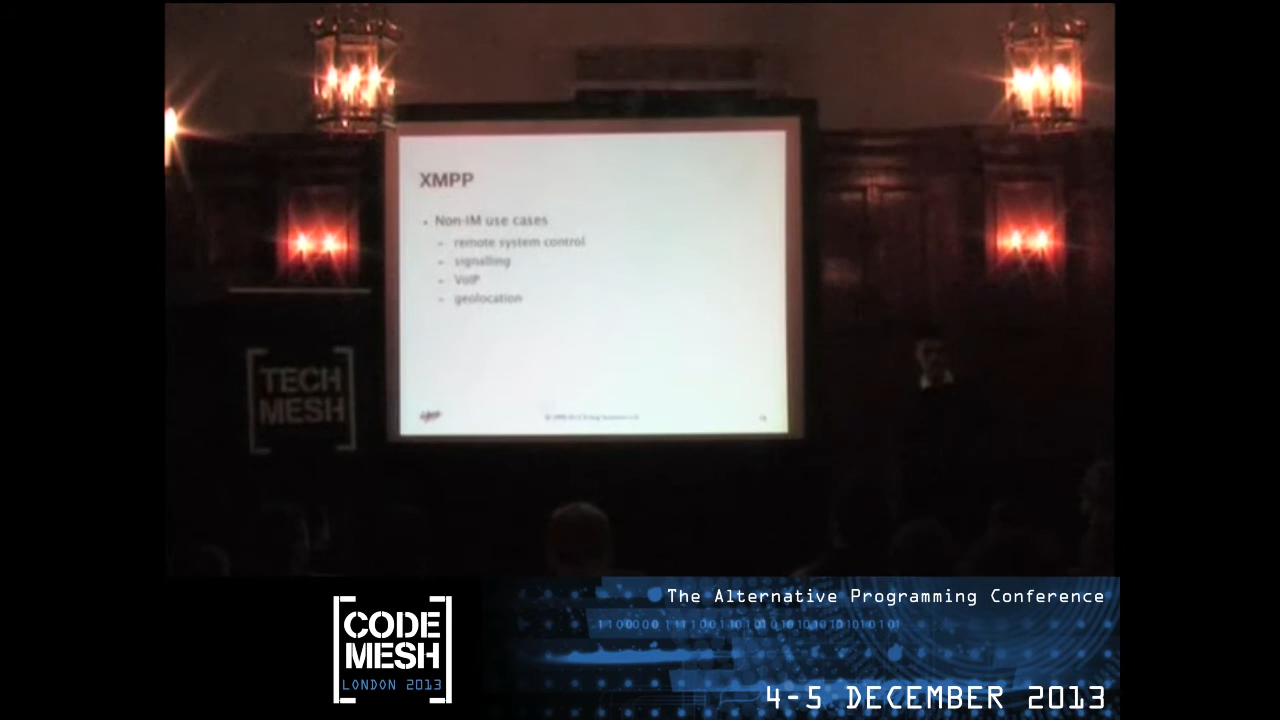 XMPP
• Non-IM use cases
– remote system control
– signalling
– VoIP
– geolocation
[TECH
MESH]
[CODE
MESH]
LONDON 2013
The Alternative Programming Conference
4-5 DECEMBER 2013